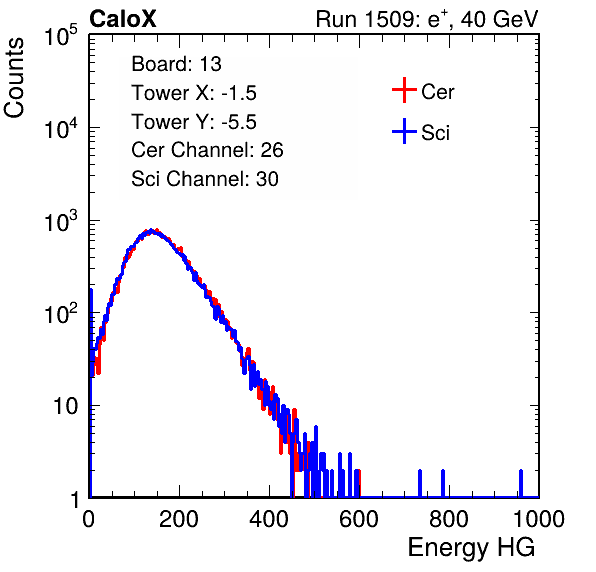 CaloX Run 1509: e⁺, 40 GeV
Counts
Board: 13
Tower X: -1.5
Tower Y: -5.5
Cer Channel: 26
Sci Channel: 30
Cer
Sci
10⁵
10⁴
10³
10²
10
1
0 200 400 600 800 1000
Energy HG